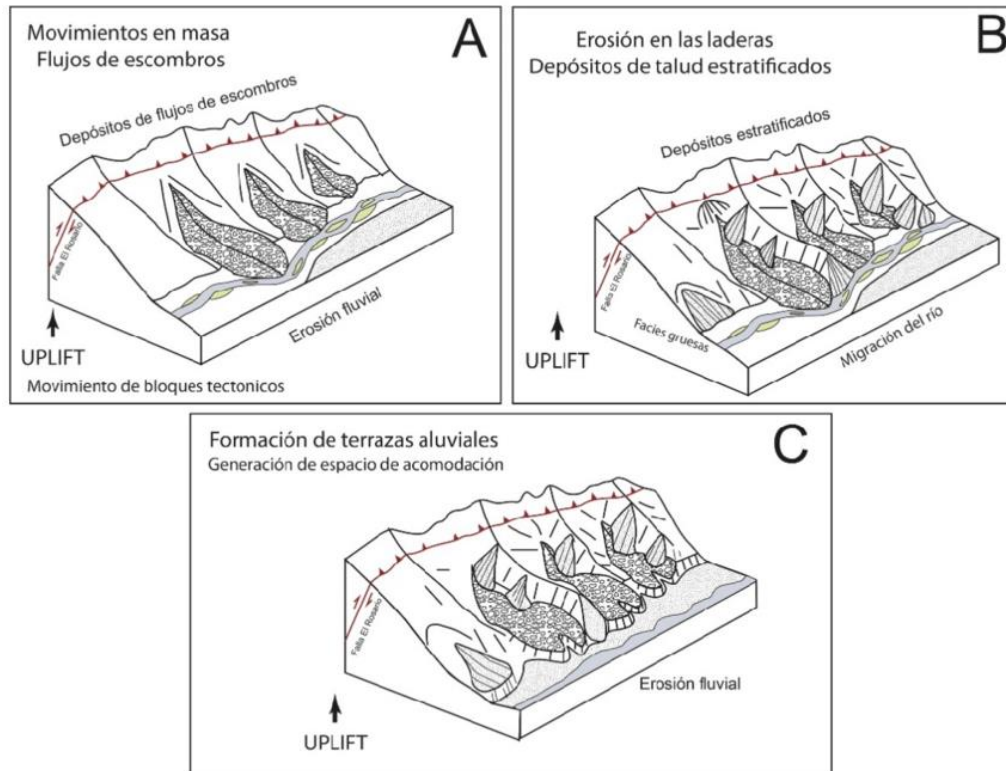 A
Movimientos en masa
Flujos de escombros
Depósitos de flujos de escombros
Falla El Rosario
Erosión fluvial
UPLIFT
Movimiento de bloques tectonicos
B
Erosión en las laderas
Depósitos de talud estratificados
Depósitos estratificados
Falla El Rosario
Facies gruesas
Migración del río
UPLIFT
C
Formación de terrazas aluviales
Generación de espacio de acomodación
Falla El Rosario
Erosión fluvial
UPLIFT